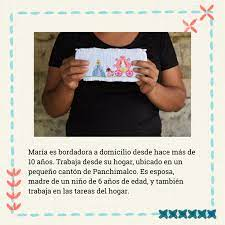 María es bordadora a domicilio desde hace más de
10 años. Trabaja desde su hogar, ubicado en un
pequeño cantón de Panchimalco. Es esposa,
madre de un niño de 6 años de edad, y también
trabaja en las tareas del hogar.